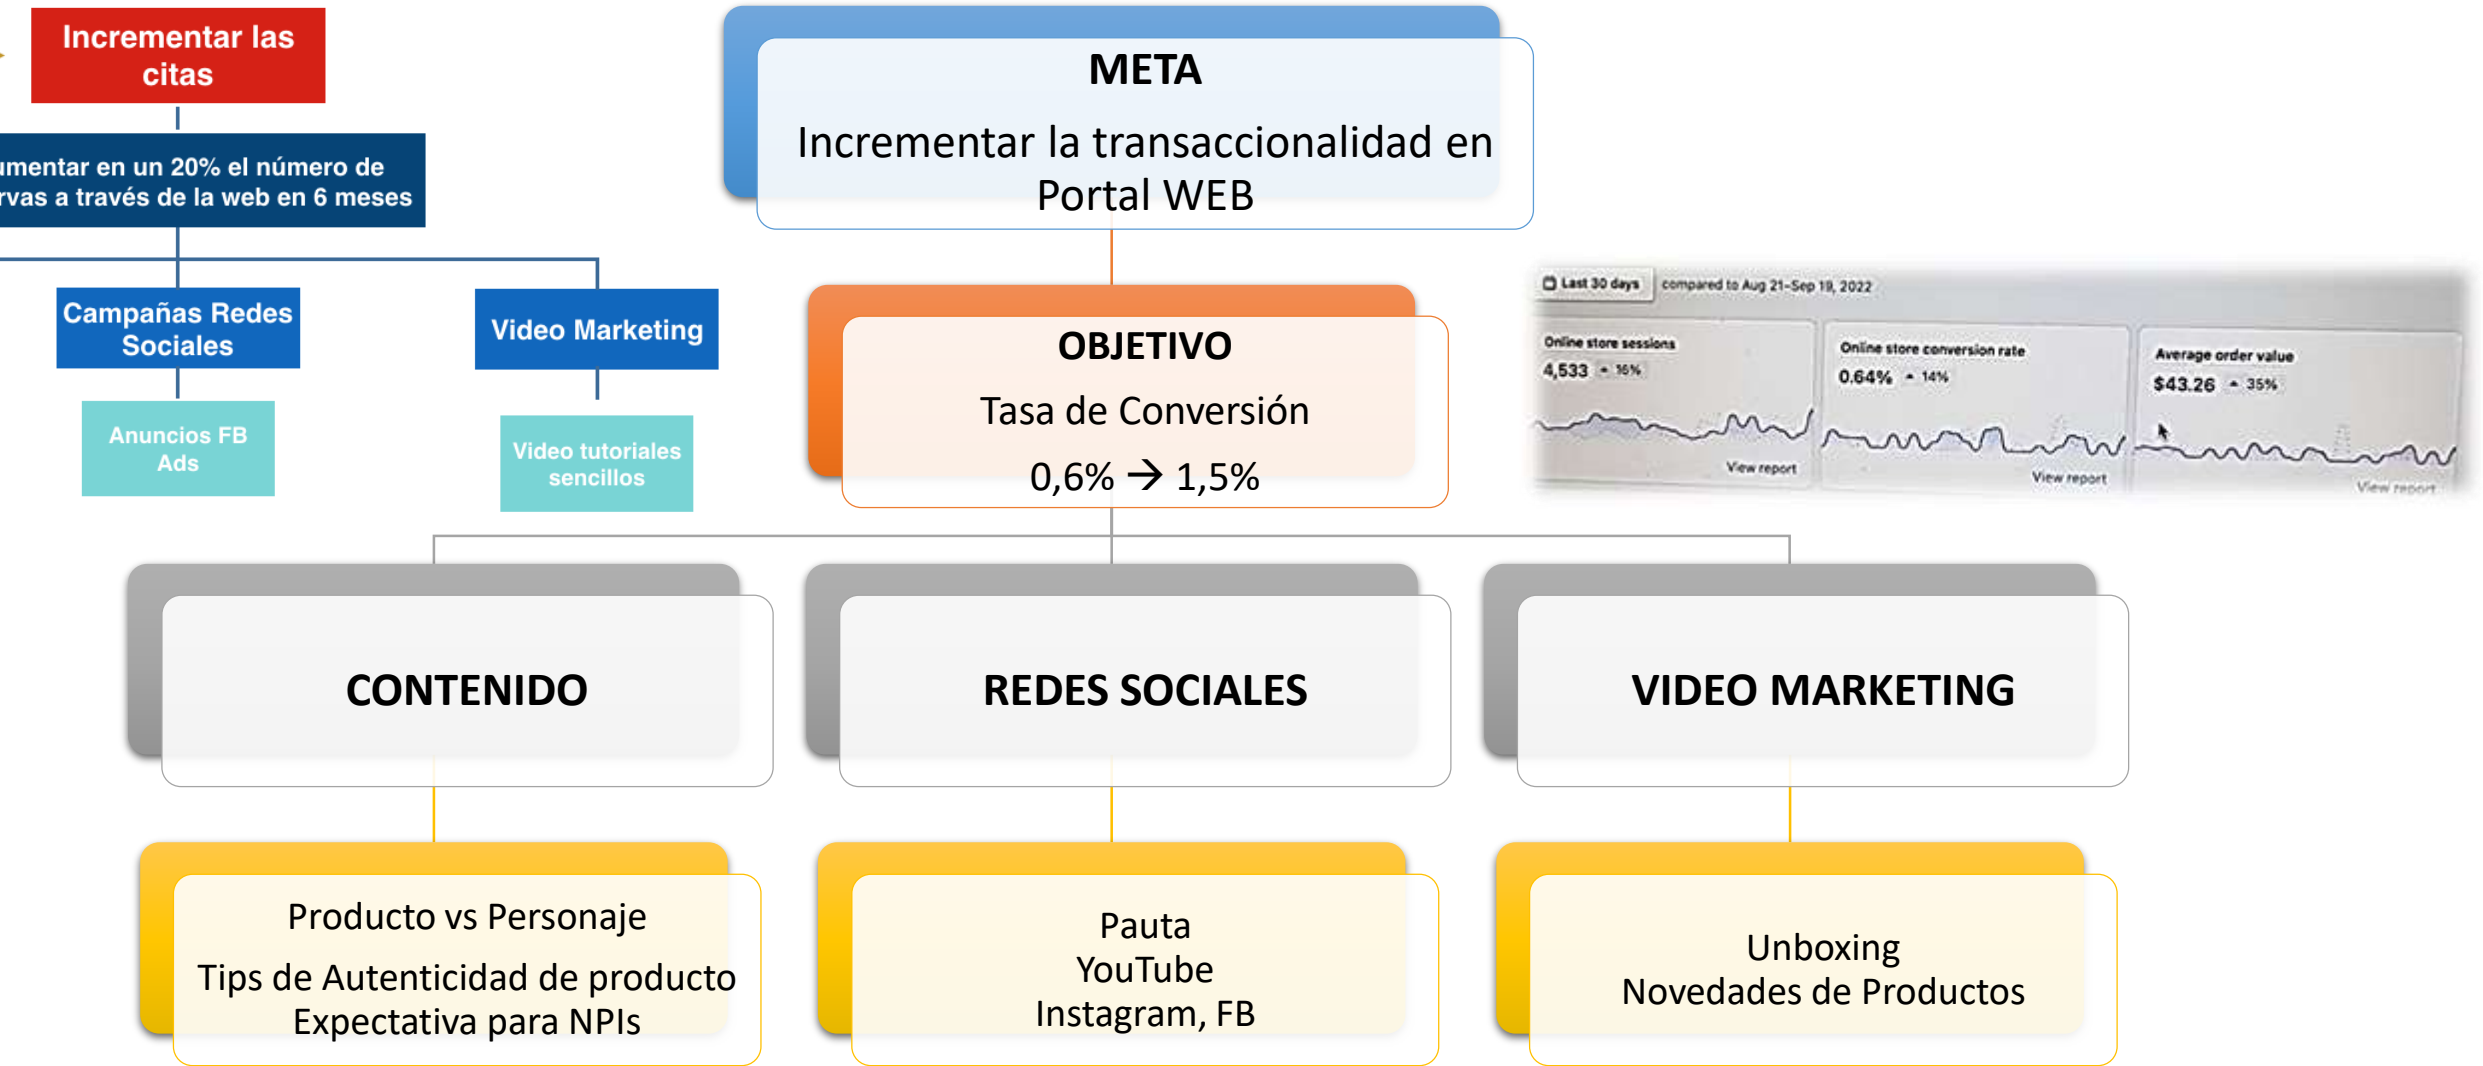 Incrementar las
citas
umentar en un 20% el número de
rvas a través de la web en 6 meses
Campañas Redes
Sociales
Video Marketing
Anuncios FB
Ads
Video tutoriales
sencillos
META
Incrementar la transaccionalidad en
Portal WEB
OBJETIVO
Tasa de Conversión
0,6% → 1,5%
Last 30 days compared to Aug 21-Sep 19, 2022
Online store sessions
4,533 16%
View report
Online store conversion rate
0.64% 14%
View report
Average order value
$43.26 35%
View report
CONTENIDO
REDES SOCIALES
VIDEO MARKETING
Producto vs Personaje
Tips de Autenticidad de producto
Expectativa para NPIs
Pauta
YouTube
Instagram, FB
Unboxing
Novedades de Productos